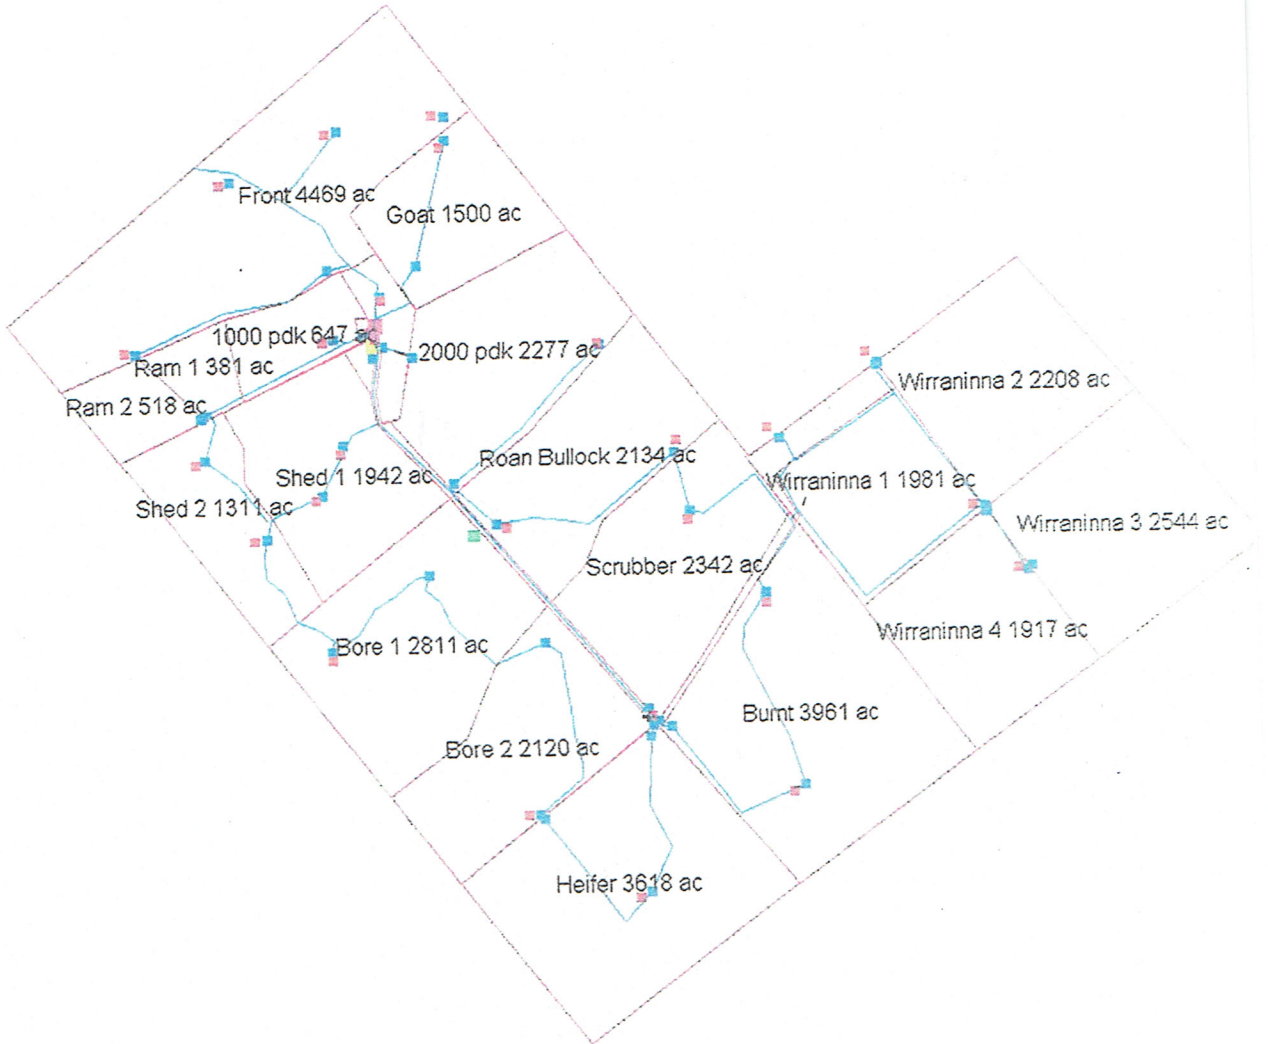 Front 4469 ac
Goat 1500 ac
1000 pdk 647 ac
2000 pdk 2277 ac
Ram 1 381 ac
Wirraninna 2 2208 ac
Ram 2 518 ac
Roan Bullock 2134 ac
Shed 1 1942 ac
Wirraninna 1 1981 ac
Shed 2 1311 ac
Wirraninna 3 2544 ac
Scrubber 2342 ac
Wirraninna 4 1917 ac
Bore 1 2811 ac
Burnt 3961 ac
Bore 2 2120 ac
Heifer 3618 ac